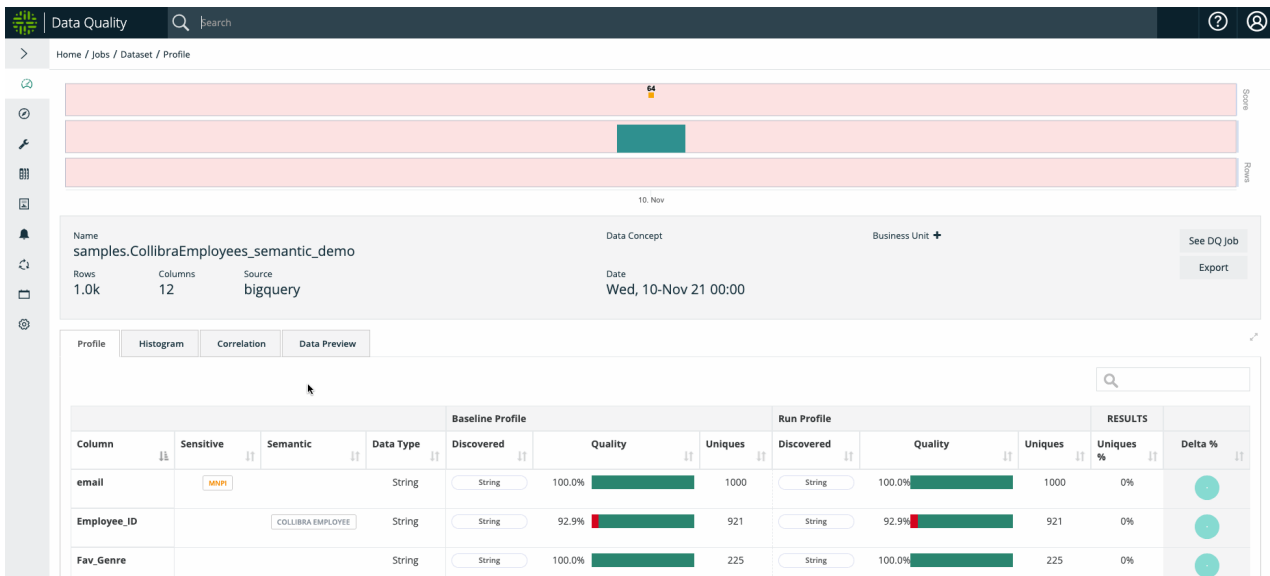 Data Quality
Search
Home / Jobs / Dataset / Profile
64
Score
Rows
10. Nov
Name
samples.CollibraEmployees_semantic_demo
Data Concept
Business Unit +
See DQ Job
Rows Columns Source
1.0k 12 bigquery
Date
Wed, 10-Nov 21 00:00
Export
Profile Histogram Correlation Data Preview
Baseline Profile Run Profile RESULTS
Column Sensitive Semantic Data Type Discovered Quality Uniques Discovered Quality Uniques Uniques % Delta %
email MNPI String String 100.0% 1000 String 100.0% 1000 0%
Employee_ID COLLIBRA EMPLOYEE String String 92.9% 921 String 92.9% 921 0%
Fav_Genre String String 100.0% 225 String 100.0% 225 0%